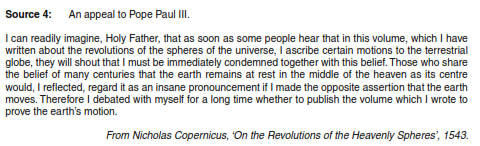 Source 4: An appeal to Pope Paul III.
I can readily imagine, Holy Father, that as soon as some people hear that in this volume, which I have
written about the revolutions of the spheres of the universe, I ascribe certain motions to the terrestrial
globe, they will shout that I must be immediately condemned together with this belief. Those who share
the belief of many centuries that the earth remains at rest in the middle of the heaven as its centre
would, I reflected, regard it as an insane pronouncement if I made the opposite assertion that the earth
moves. Therefore I debated with myself for a long time whether to publish the volume which I wrote to
prove the earth's motion.
From Nicholas Copernicus, 'On the Revolutions of the Heavenly Spheres', 1543.